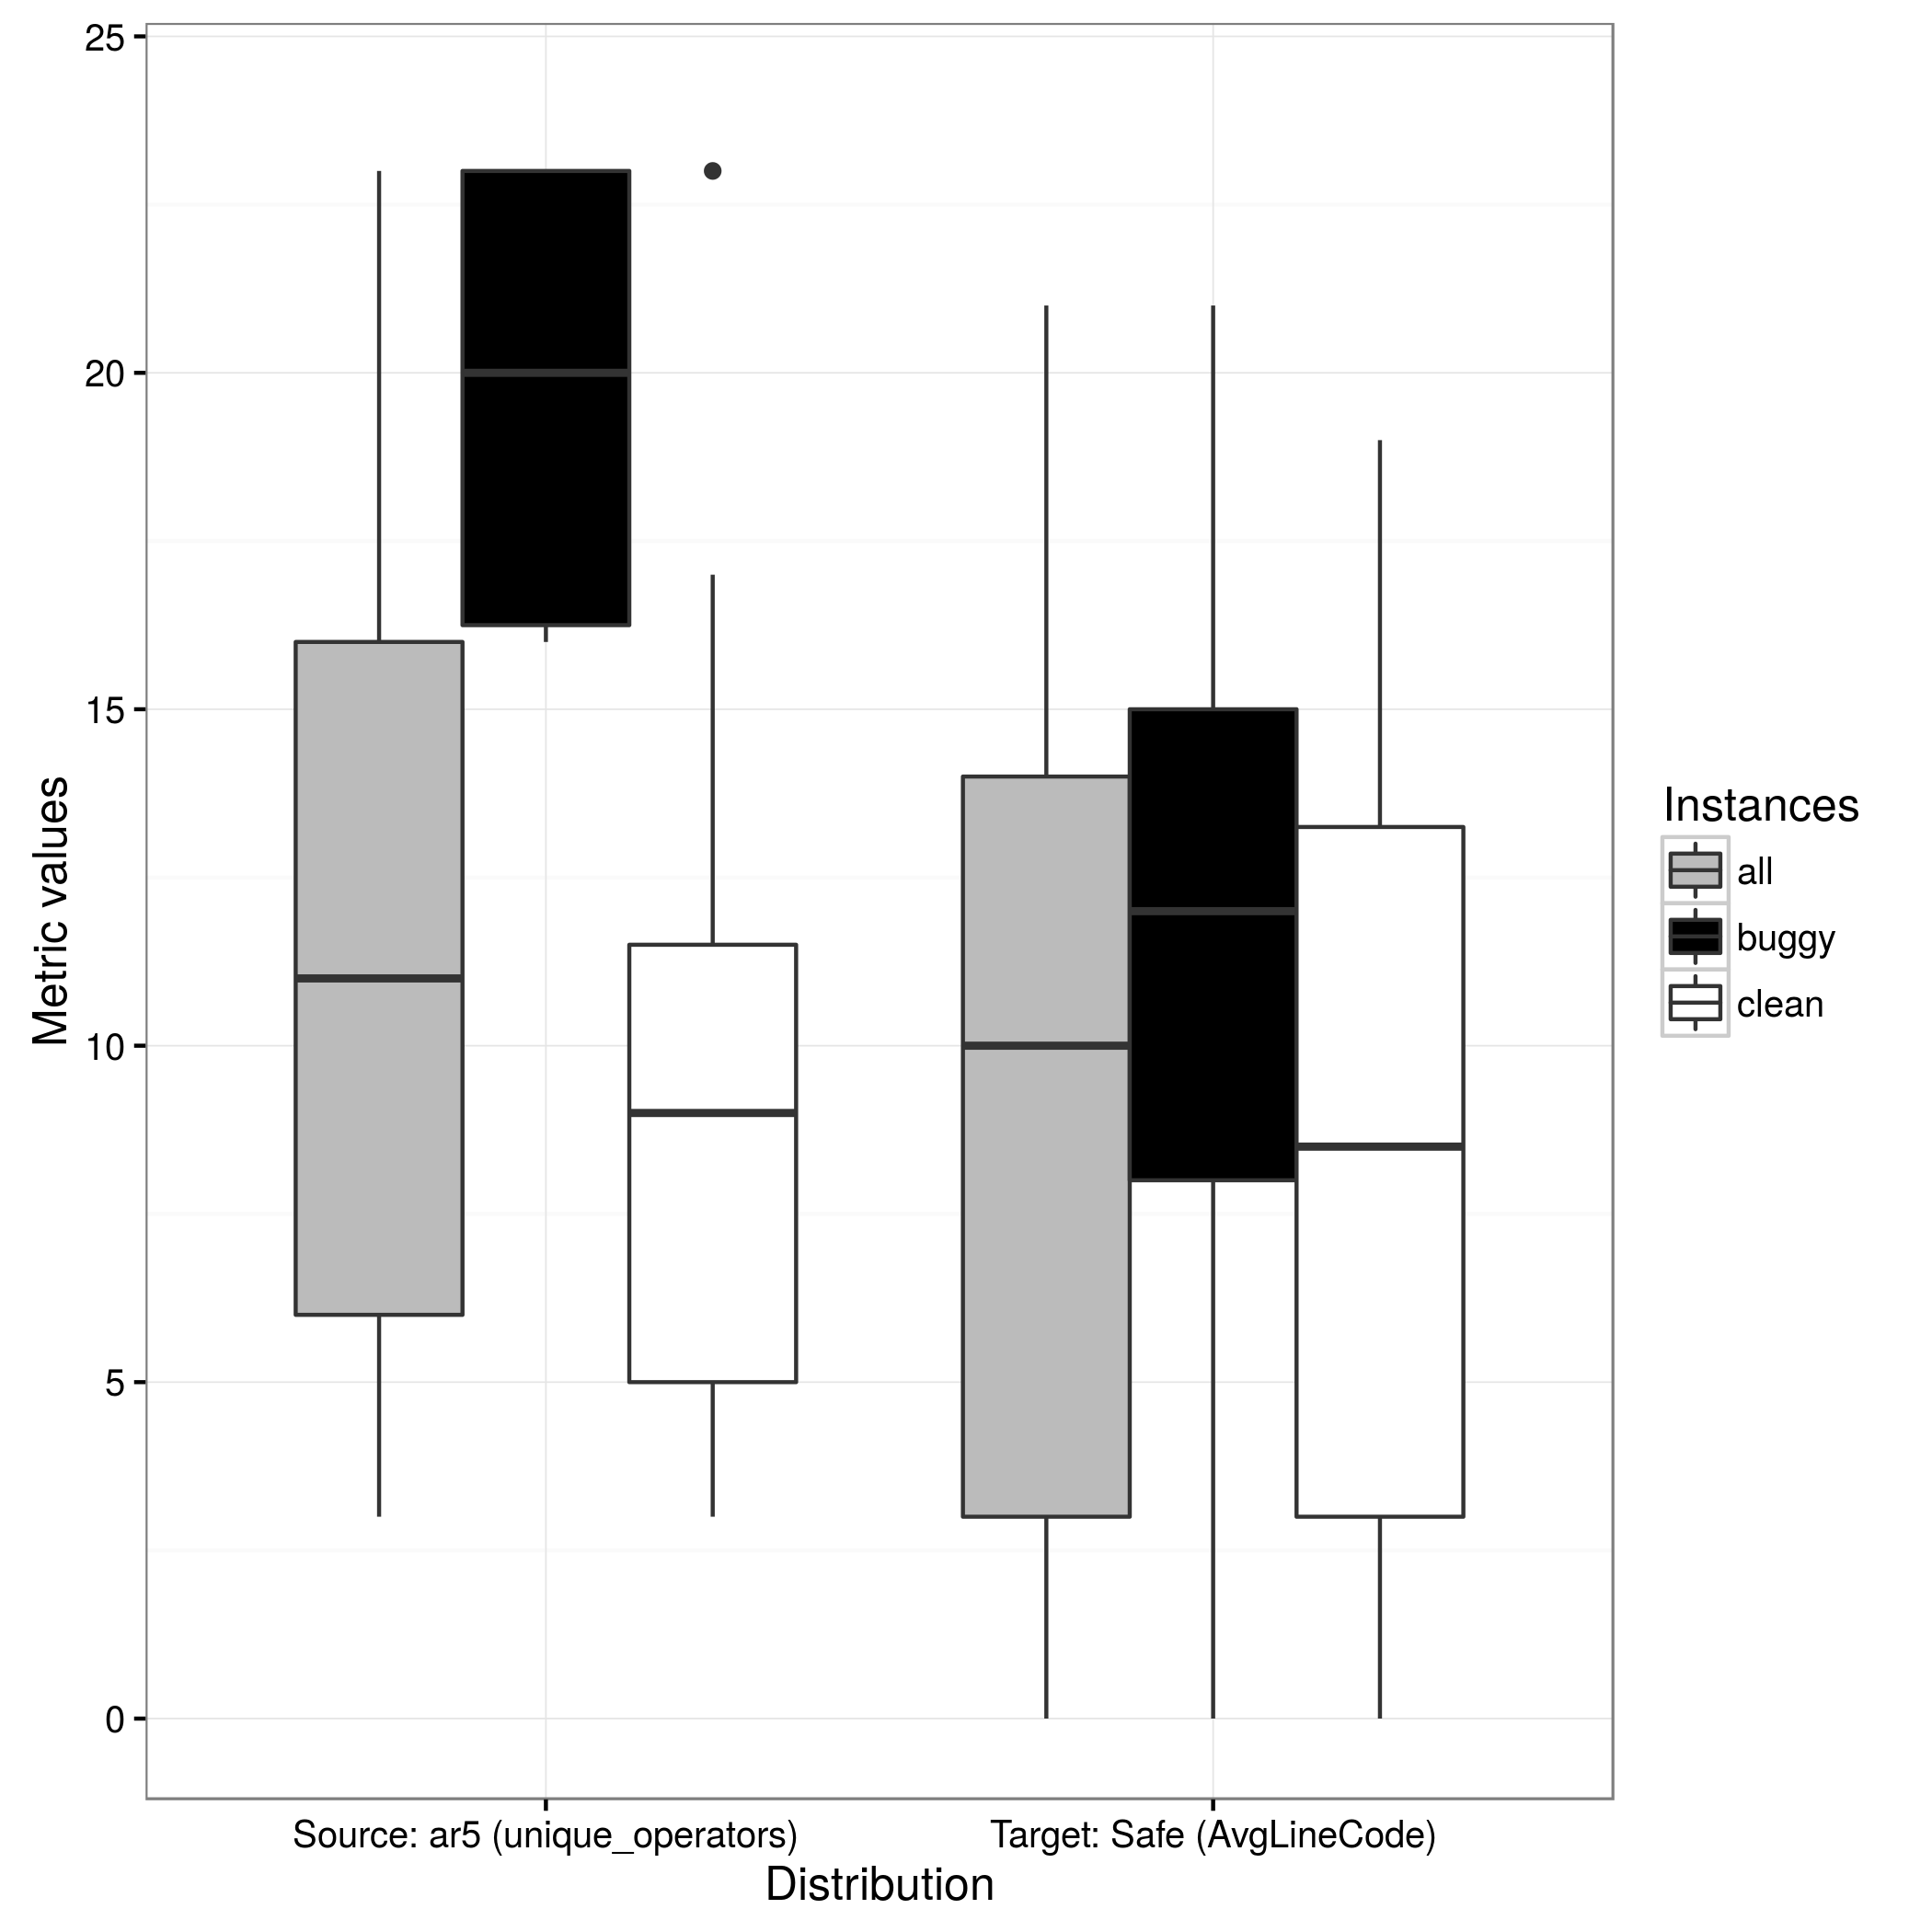 25
20
15
10
5
0
Metric values
Source: ar5 (unique_operators)
Target: Safe (AvgLineCode)
Distribution
Instances
all
buggy
clean